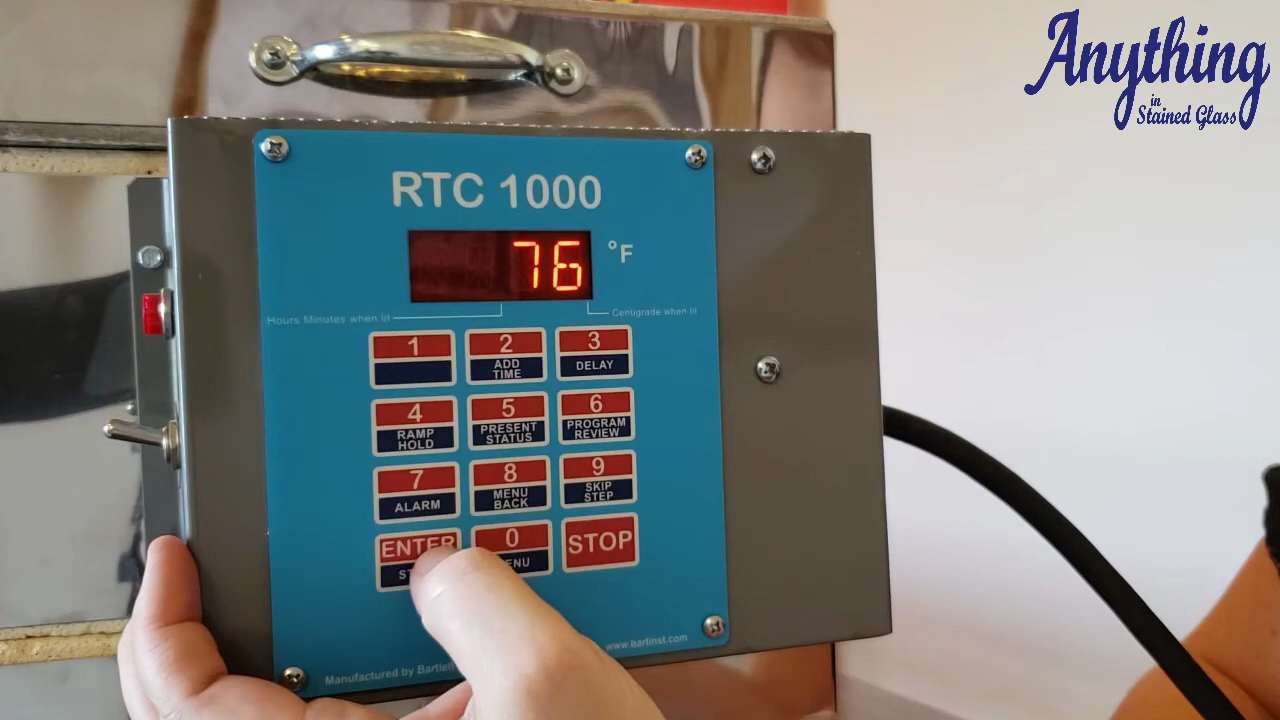 Anything
in
Stained Glass
RTC 1000
76 °F
Hours Minutes when lit
Centigrade when lit
1
2
ADD
TIME
3
DELAY
4
RAMP
HOLD
5
PRESENT
STATUS
6
PROGRAM
REVIEW
7
ALARM
8
MENU
BACK
9
SKIP
STEP
ENTER
0
STOP
www.bartinst.com
Manufactured by Bartlett